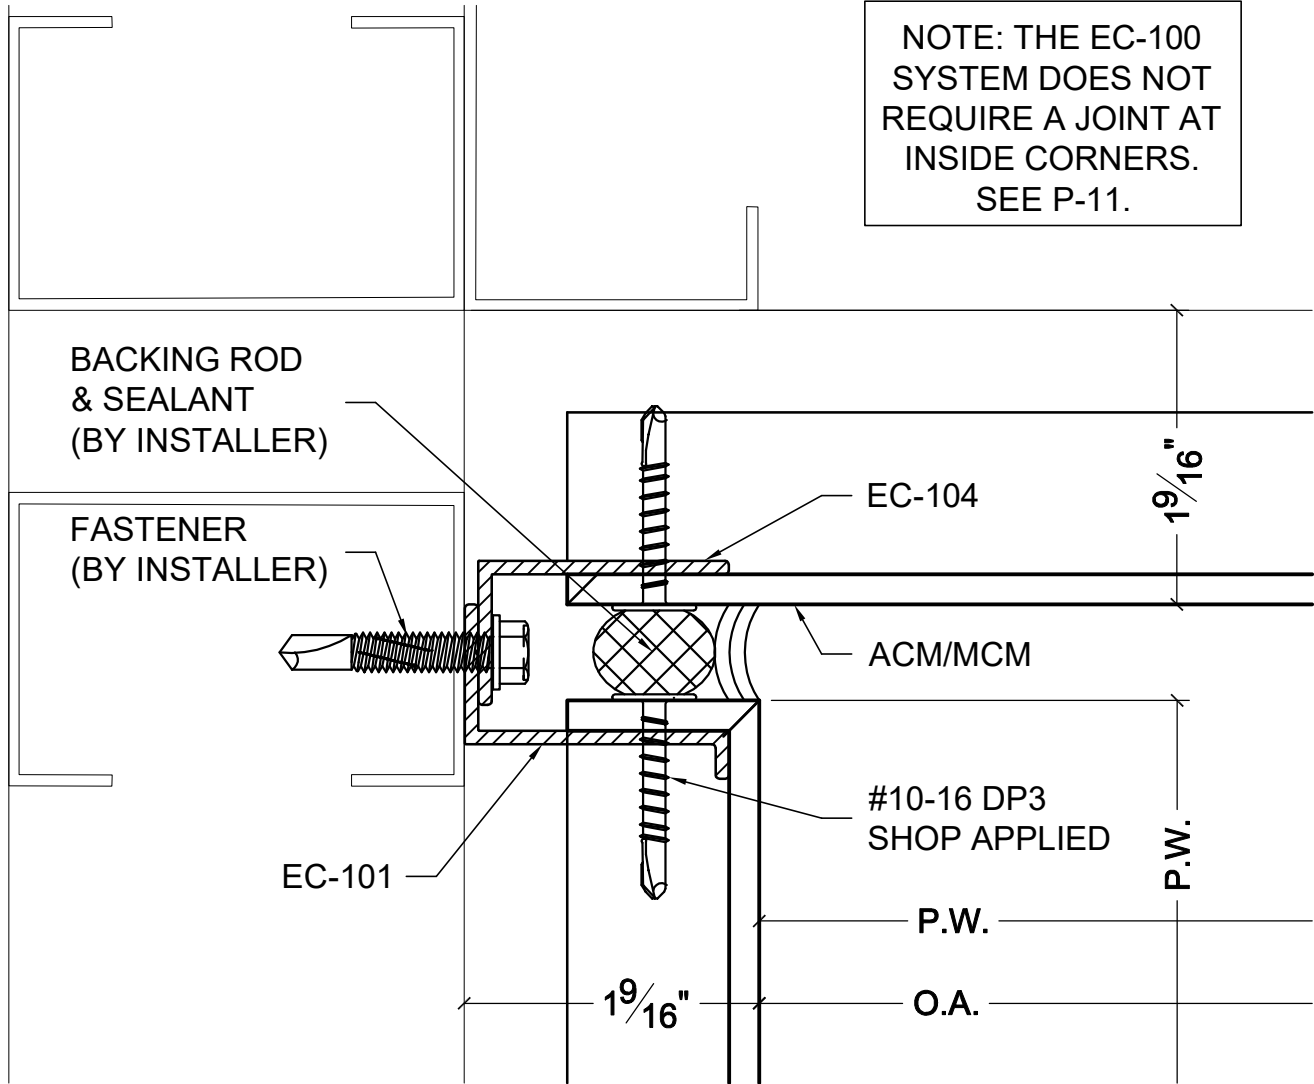 NOTE: THE EC-100
SYSTEM DOES NOT
REQUIRE A JOINT AT
INSIDE CORNERS.
SEE P-11.
BACKING ROD
& SEALANT
(BY INSTALLER)
1 9/16"
EC-104
FASTENER
(BY INSTALLER)
ACM/MCM
#10-16 DP3
SHOP APPLIED
P.W.
EC-101
P.W.
1 9/16"
O.A.